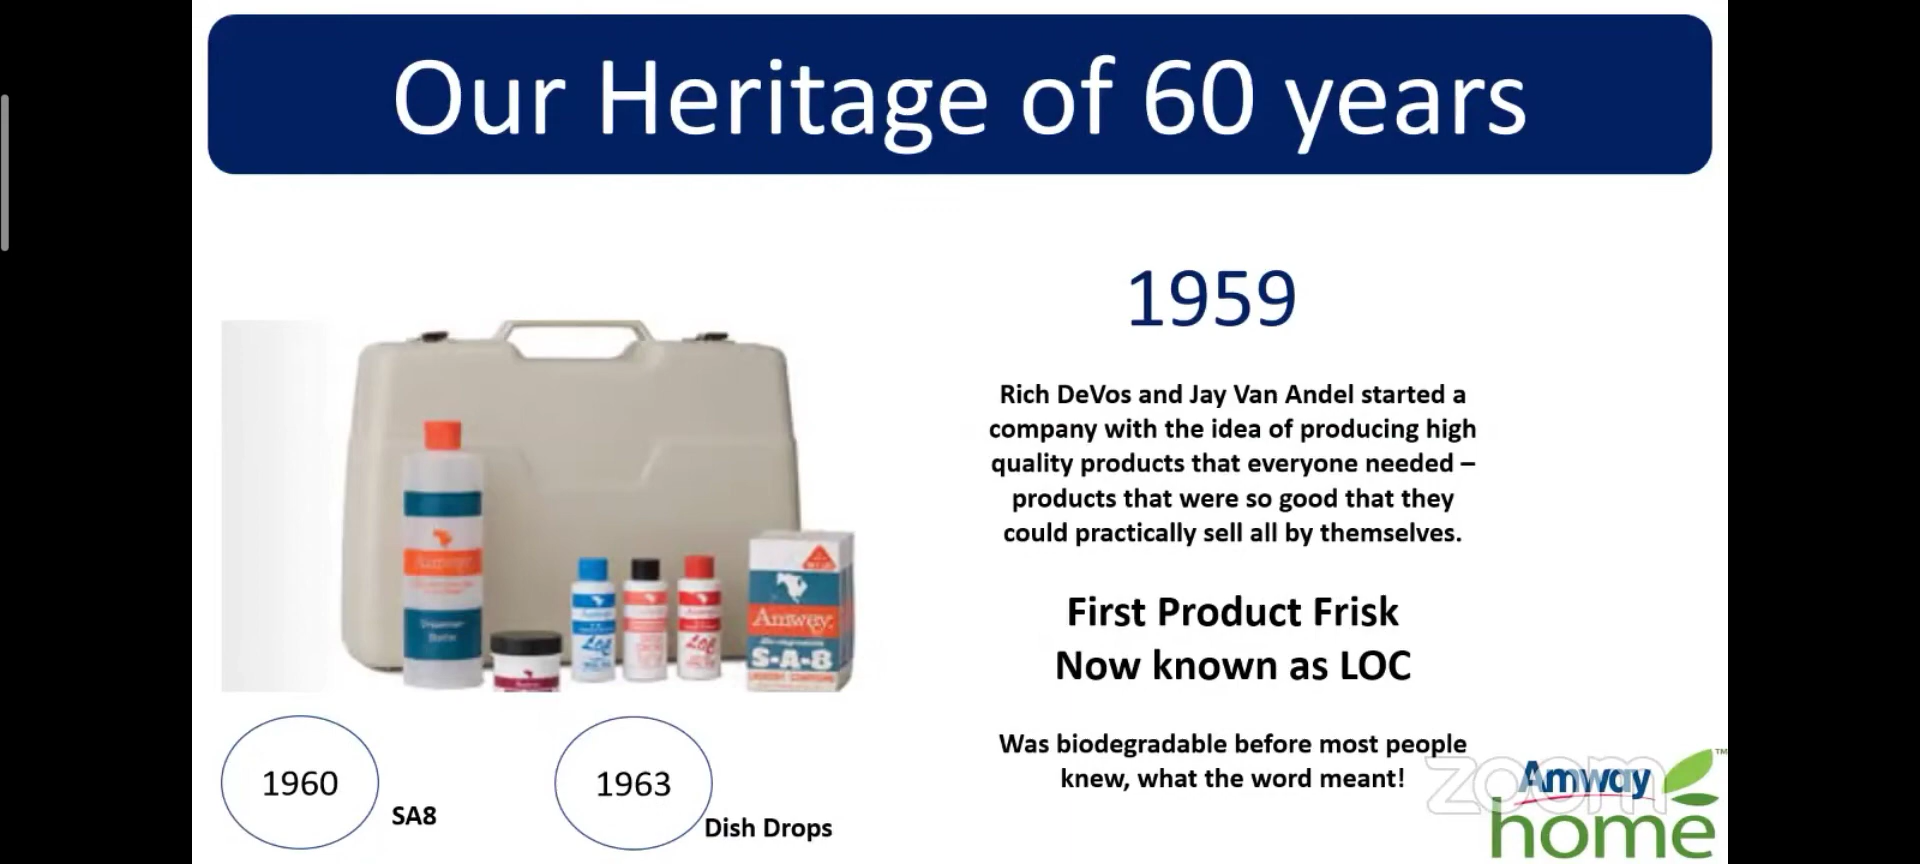 Our Heritage of 60 years
1959
Rich DeVos and Jay Van Andel started a
company with the idea of producing high
quality products that everyone needed –
products that were so good that they
could practically sell all by themselves.
First Product Frisk
Now known as LOC
Was biodegradable before most people
knew, what the word meant!
Amway
S-A-8
LOC
LOC
1960
SA8
1963
Dish Drops
zoom
Amway
home™